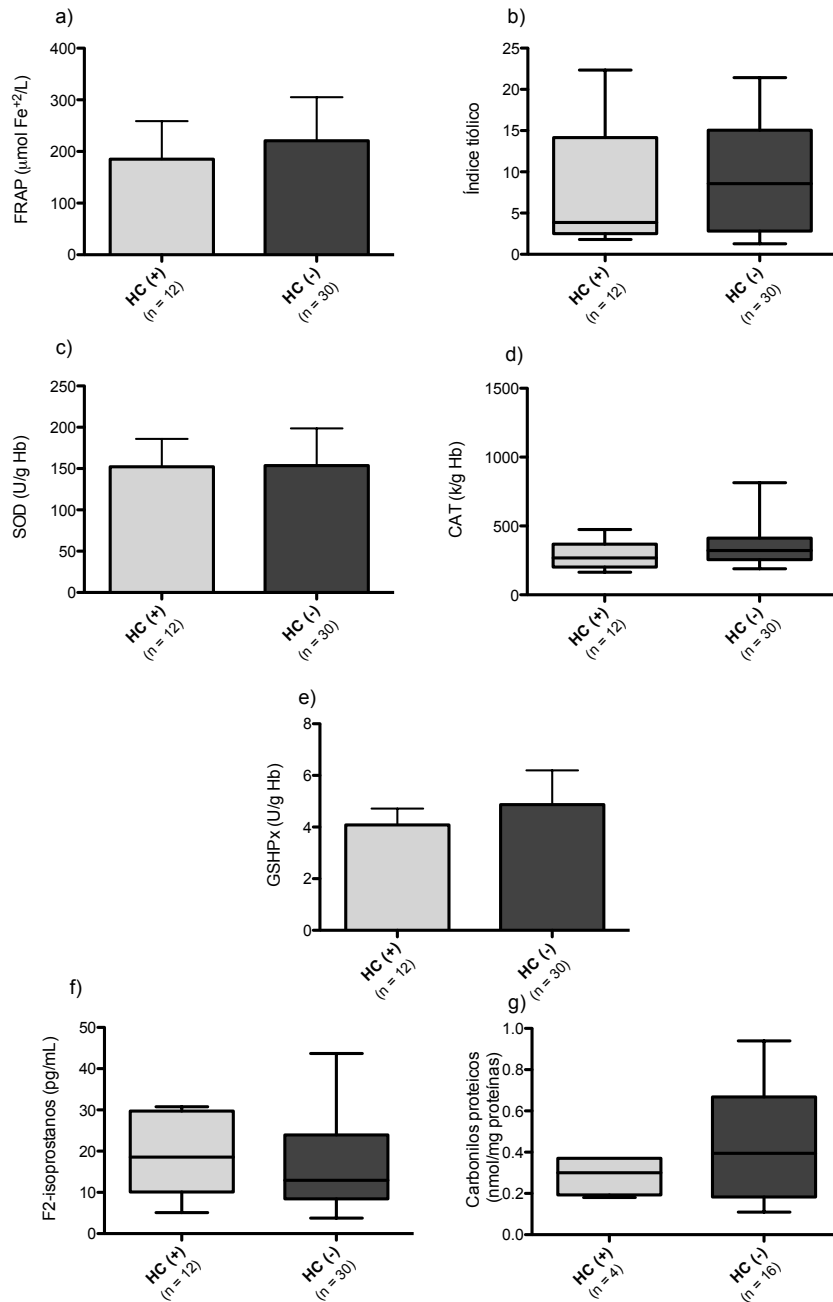 a)
FRAP (µmol Fe⁺²/L)
400
300
200
100
0
HC (+)
(n = 12)
HC (-)
(n = 30)
b)
Índice tiólico
25
20
15
10
5
0
HC (+)
(n = 12)
HC (-)
(n = 30)
c)
SOD (U/g Hb)
250
200
150
100
50
0
HC (+)
(n = 12)
HC (-)
(n = 30)
d)
CAT (k/g Hb)
1500
1000
500
0
HC (+)
(n = 12)
HC (-)
(n = 30)
e)
GSHPx (U/g Hb)
8
6
4
2
0
HC (+)
(n = 12)
HC (-)
(n = 30)
f)
F2-isoprostanos (pg/mL)
50
40
30
20
10
0
HC (+)
(n = 12)
HC (-)
(n = 30)
g)
Carbonilos proteicos
(nmol/mg proteínas)
1.0
0.8
0.6
0.4
0.2
0.0
HC (+)
(n = 4)
HC (-)
(n = 16)